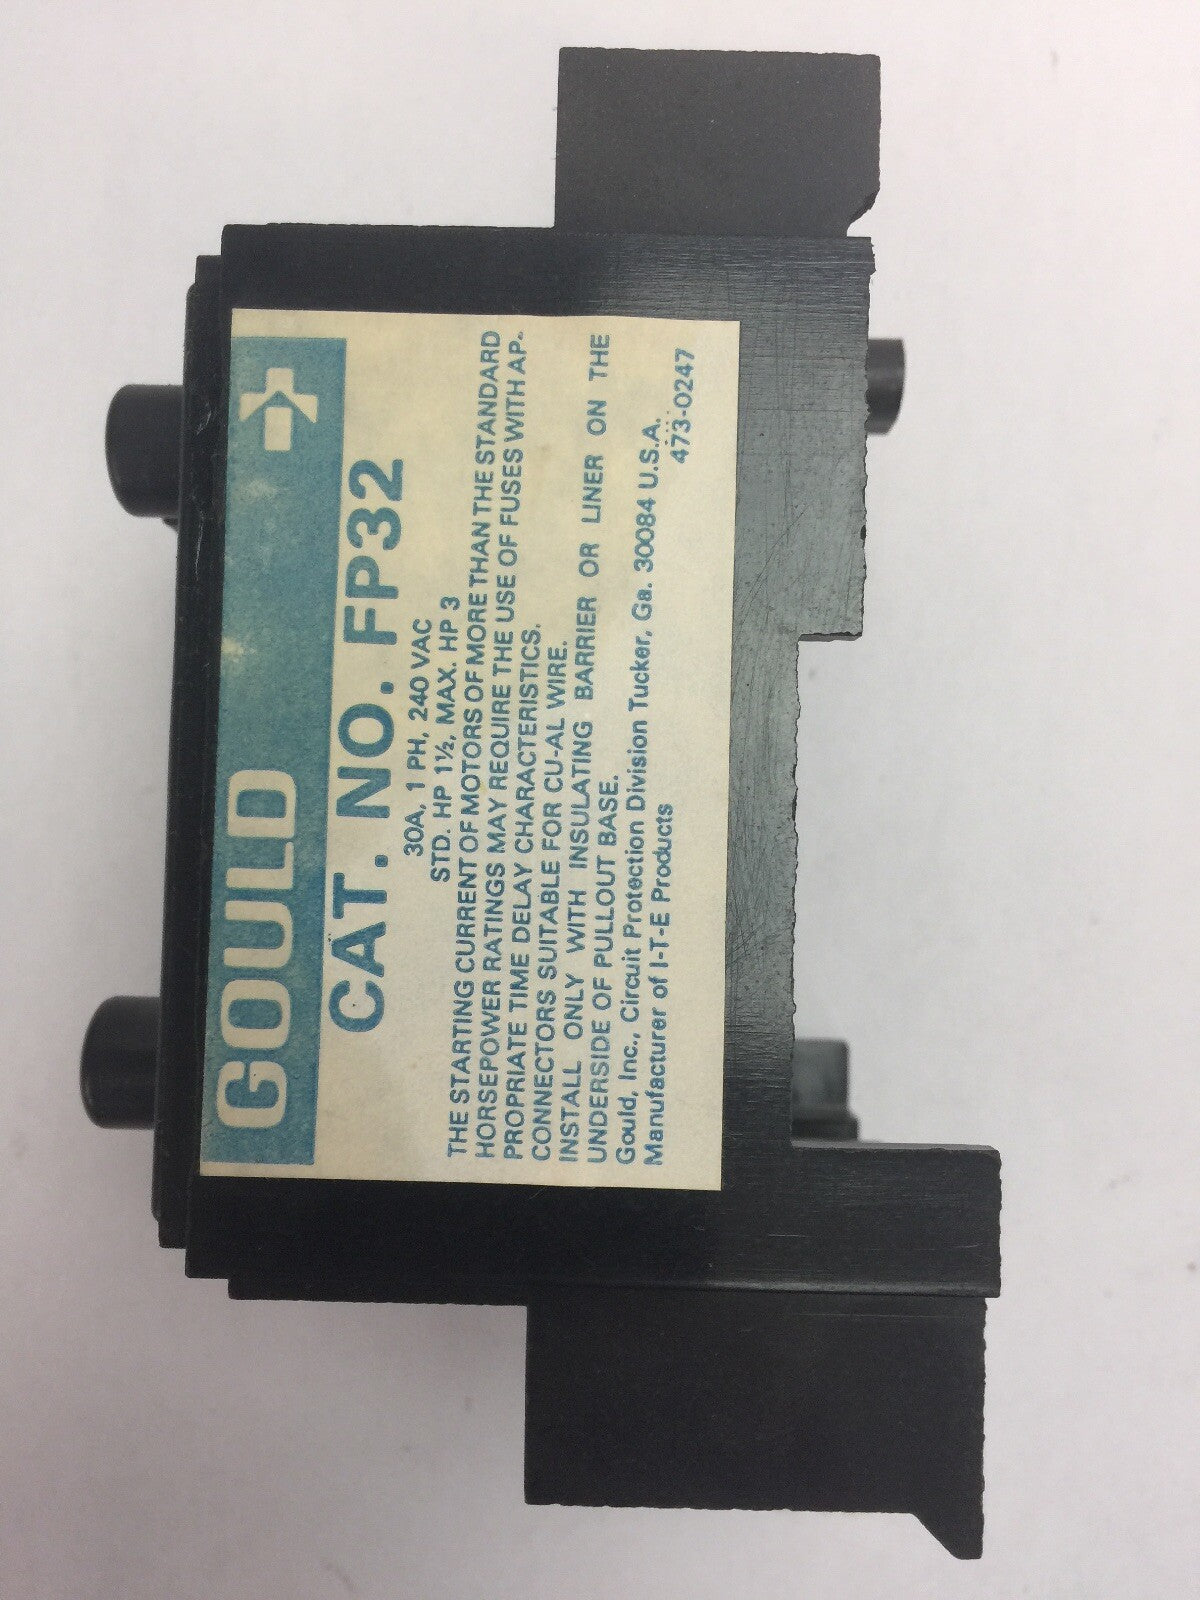 GOULD
CAT. NO. FP32
30A, 1 PH, 240 VAC
STD. HP 1½, MAX. HP 3
THE STARTING CURRENT OF MOTORS OF MORE THAN THE STANDARD
HORSEPOWER RATINGS MAY REQUIRE THE USE OF FUSES WITH AP-
PROPRIATE TIME DELAY CHARACTERISTICS.
CONNECTORS SUITABLE FOR CU-AL WIRE.
INSTALL ONLY WITH INSULATING BARRIER OR LINER ON THE
UNDERSIDE OF PULLOUT BASE.
Gould, Inc., Circuit Protection Division Tucker, Ga. 30084 U.S.A.
Manufacturer of I-T-E Products
473-0247